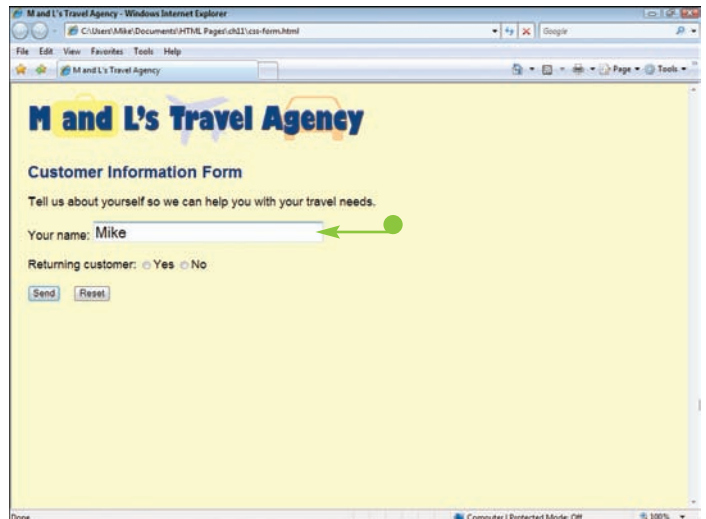 M and L's Travel Agency - Windows Internet Explorer
C:\Users\Mike\Documents\HTML Pages\ch11\css-form.html
Google
File Edit View Favorites Tools Help
M and L's Travel Agency
Page Tools
M and L's Travel Agency
Customer Information Form
Tell us about yourself so we can help you with your travel needs.
Your name: Mike
Returning customer: Yes No
Send Reset
Done
Computer | Protected Mode: Off
100%